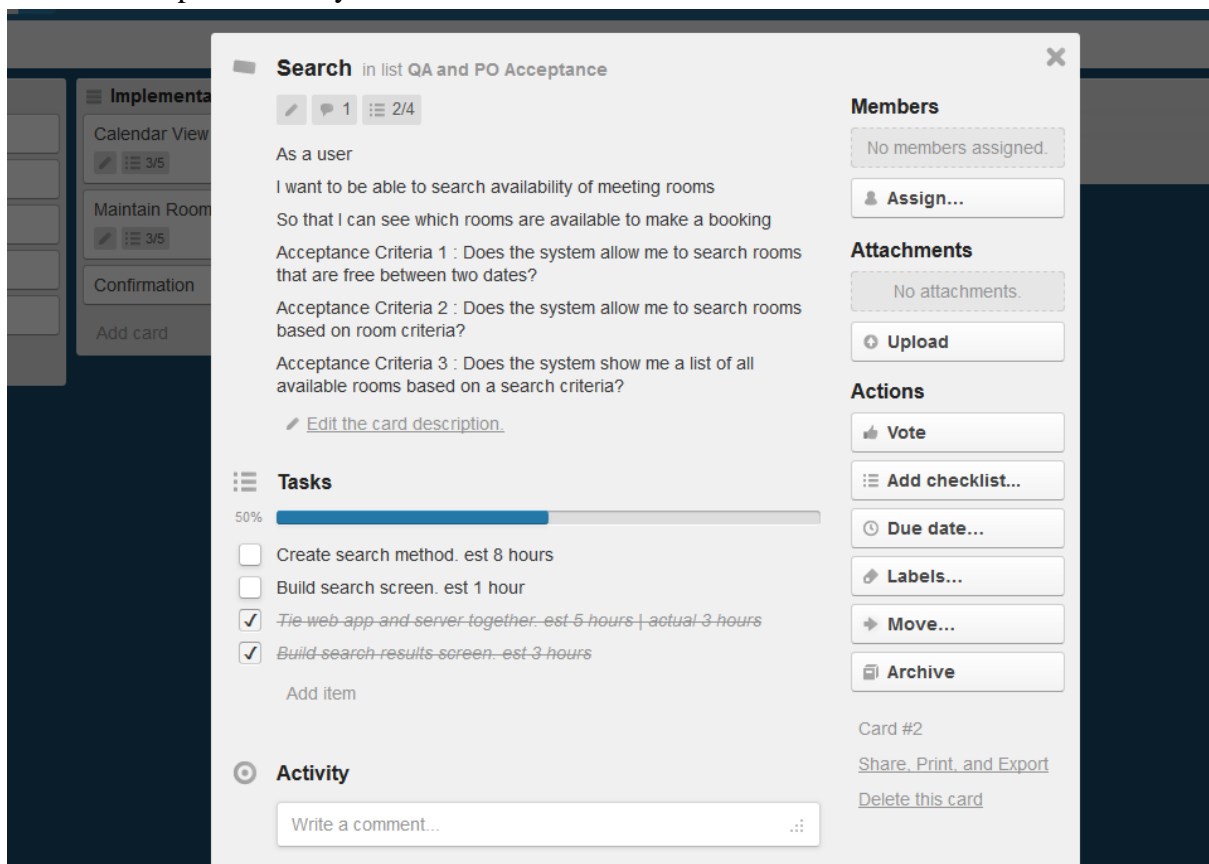 Search in list QA and PO Acceptance
1 2/4
As a user
I want to be able to search availability of meeting rooms
So that I can see which rooms are available to make a booking
Acceptance Criteria 1 : Does the system allow me to search rooms
that are free between two dates?
Acceptance Criteria 2 : Does the system allow me to search rooms
based on room criteria?
Acceptance Criteria 3 : Does the system show me a list of all
available rooms based on a search criteria?
Edit the card description.
Tasks
50%
Create search method. est 8 hours
Build search screen. est 1 hour
Tie web app and server together. est 5 hours | actual 3 hours
Build search results screen. est 3 hours
Add item
Activity
Write a comment...
Members
No members assigned.
Assign...
Attachments
No attachments.
Upload
Actions
Vote
Add checklist...
Due date...
Labels...
Move...
Archive
Card #2
Share, Print, and Export
Delete this card
Implementa
Calendar View
3/5
Maintain Room
3/5
Confirmation
Add card